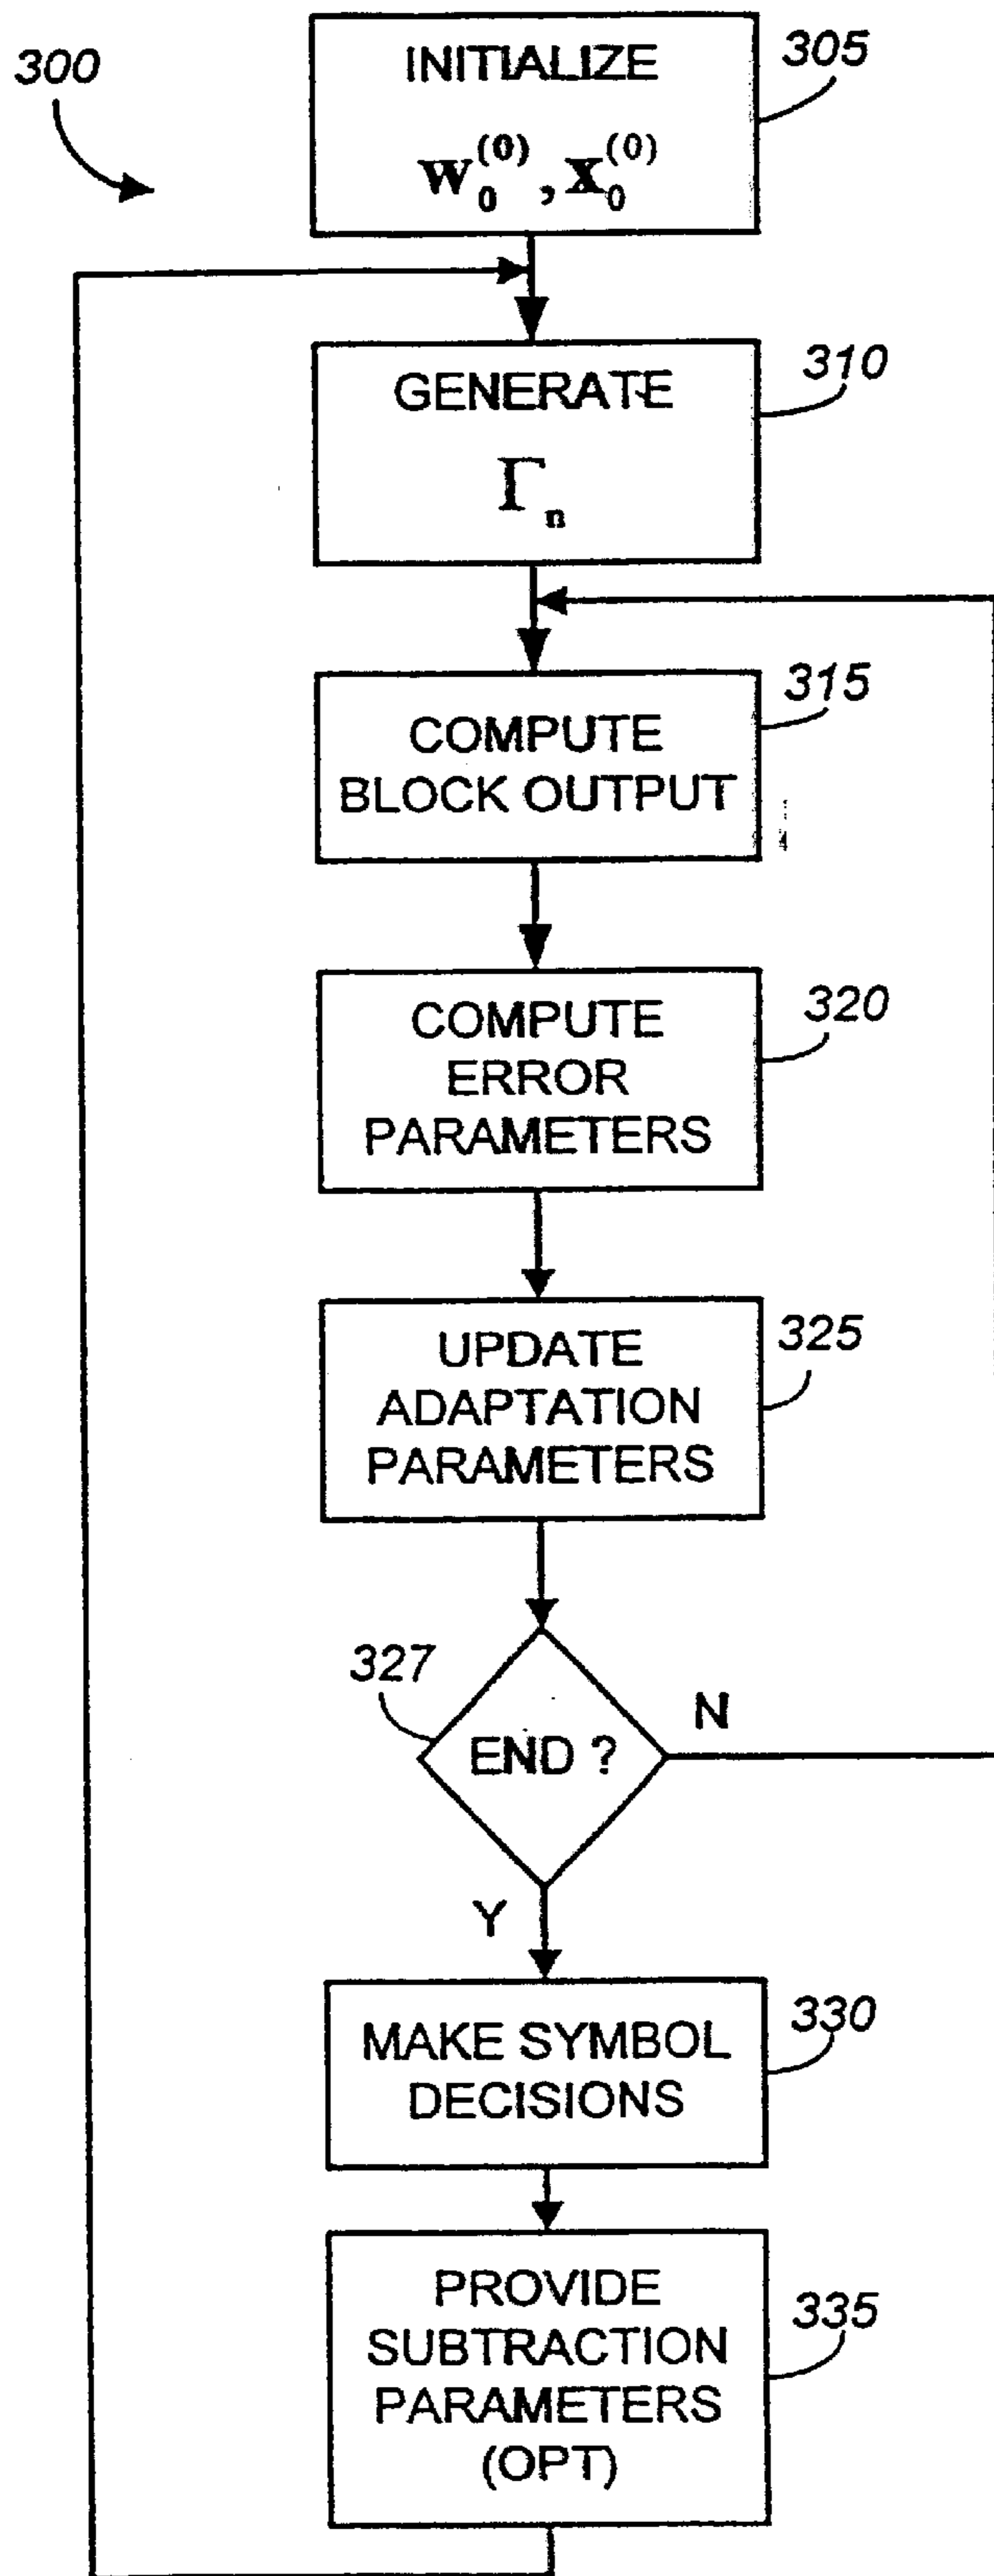 300
INITIALIZE
w₀⁽⁰⁾, x₀⁽⁰⁾
305
GENERATE
Γₙ
310
COMPUTE
BLOCK OUTPUT
315
COMPUTE
ERROR
PARAMETERS
320
UPDATE
ADAPTATION
PARAMETERS
325
327
END ?
N
Y
MAKE SYMBOL
DECISIONS
330
PROVIDE
SUBTRACTION
PARAMETERS
(OPT)
335